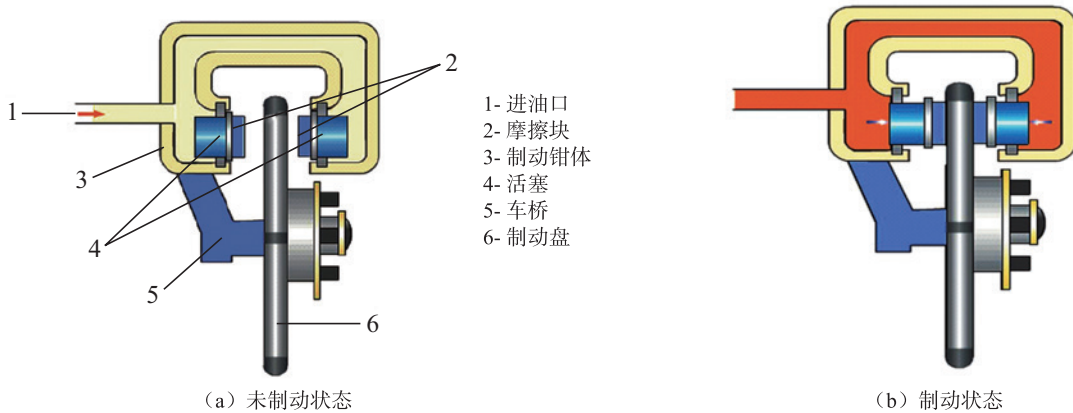 1
2
3
4
5
6
1- 进油口
2- 摩擦块
3- 制动钳体
4- 活塞
5- 车桥
6- 制动盘
（a）未制动状态
（b）制动状态